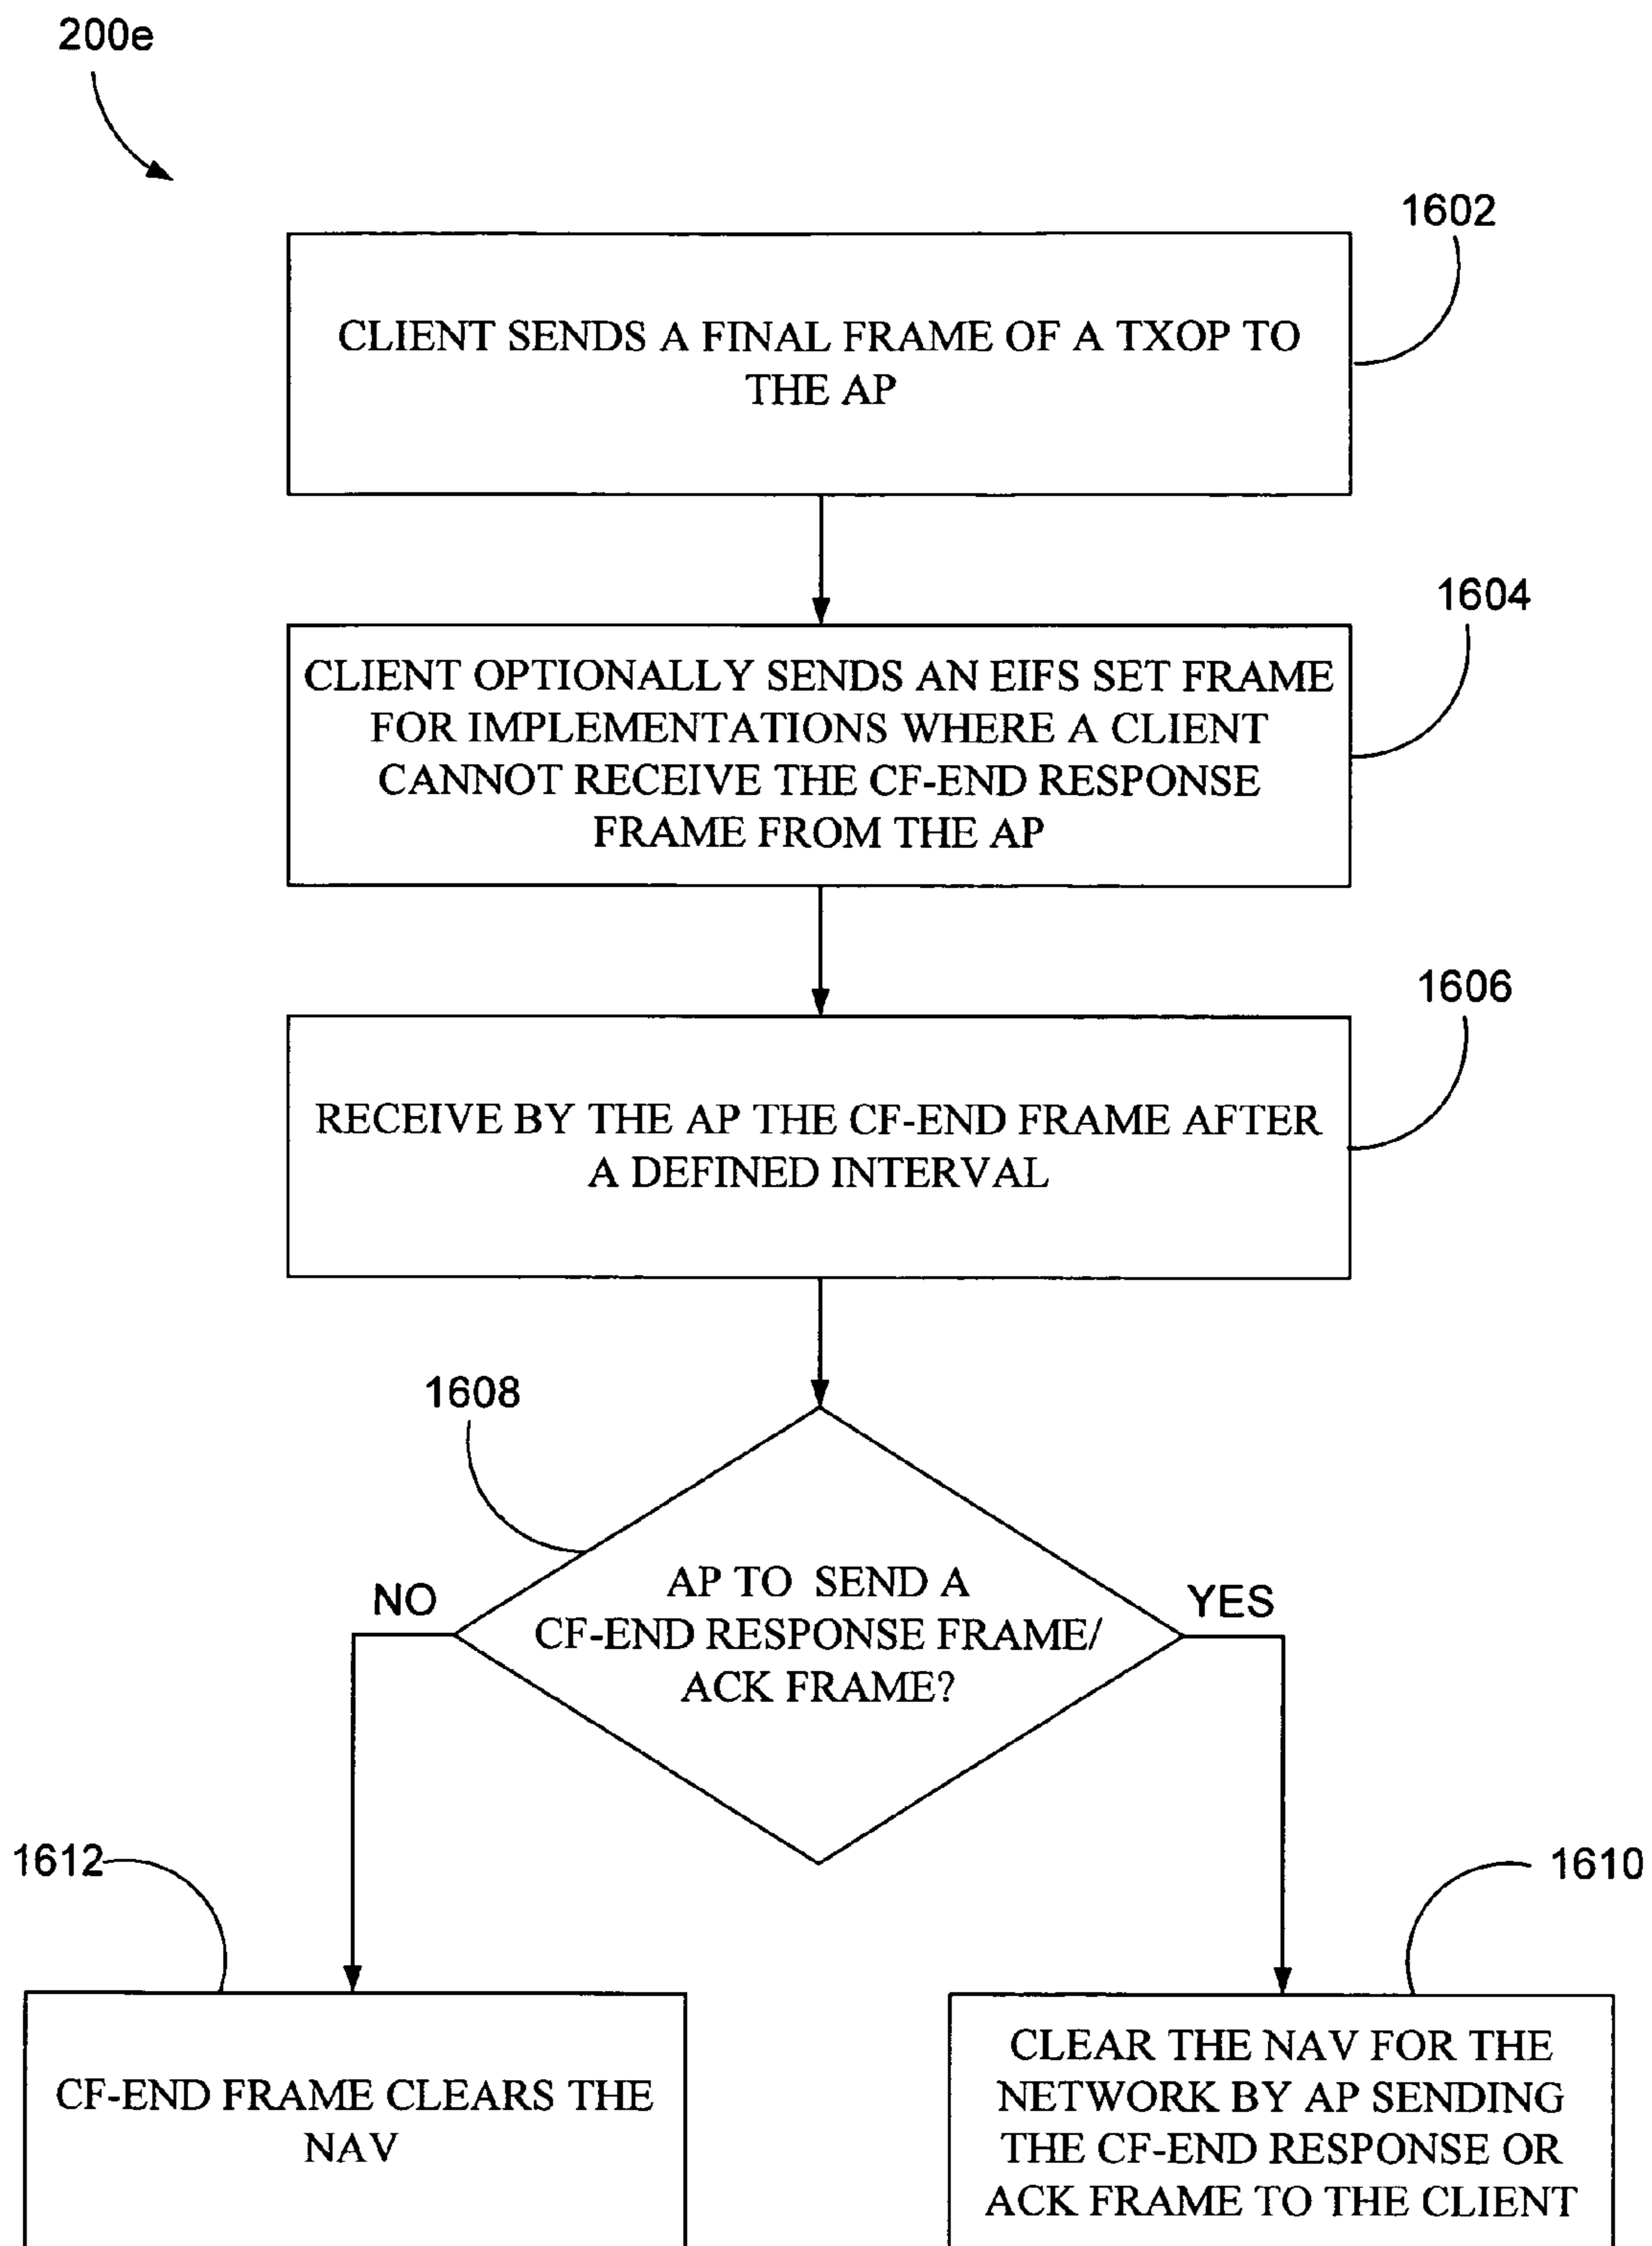 200e
1602
CLIENT SENDS A FINAL FRAME OF A TXOP TO
THE AP
1604
CLIENT OPTIONALLY SENDS AN EIFS SET FRAME
FOR IMPLEMENTATIONS WHERE A CLIENT
CANNOT RECEIVE THE CF-END RESPONSE
FRAME FROM THE AP
1606
RECEIVE BY THE AP THE CF-END FRAME AFTER
A DEFINED INTERVAL
1608
AP TO SEND A
CF-END RESPONSE FRAME/
ACK FRAME?
NO
YES
1612
CF-END FRAME CLEARS THE
NAV
1610
CLEAR THE NAV FOR THE
NETWORK BY AP SENDING
THE CF-END RESPONSE OR
ACK FRAME TO THE CLIENT